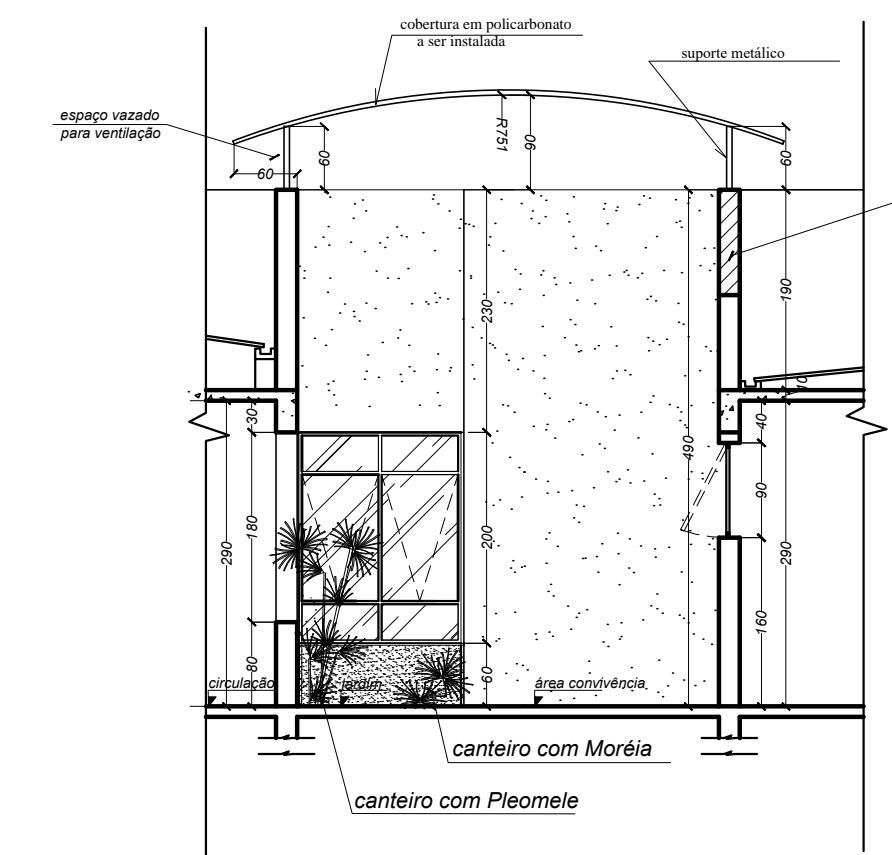 cobertura em policarbonato
a ser instalada
suporte metálico
espaço vazado
para ventilação
R751
90
60
60
60
190
230
10
30
40
490
90
180
200
290
290
160
80
60
circulação
jardim
área convivência
canteiro com Moréia
canteiro com Pleomele